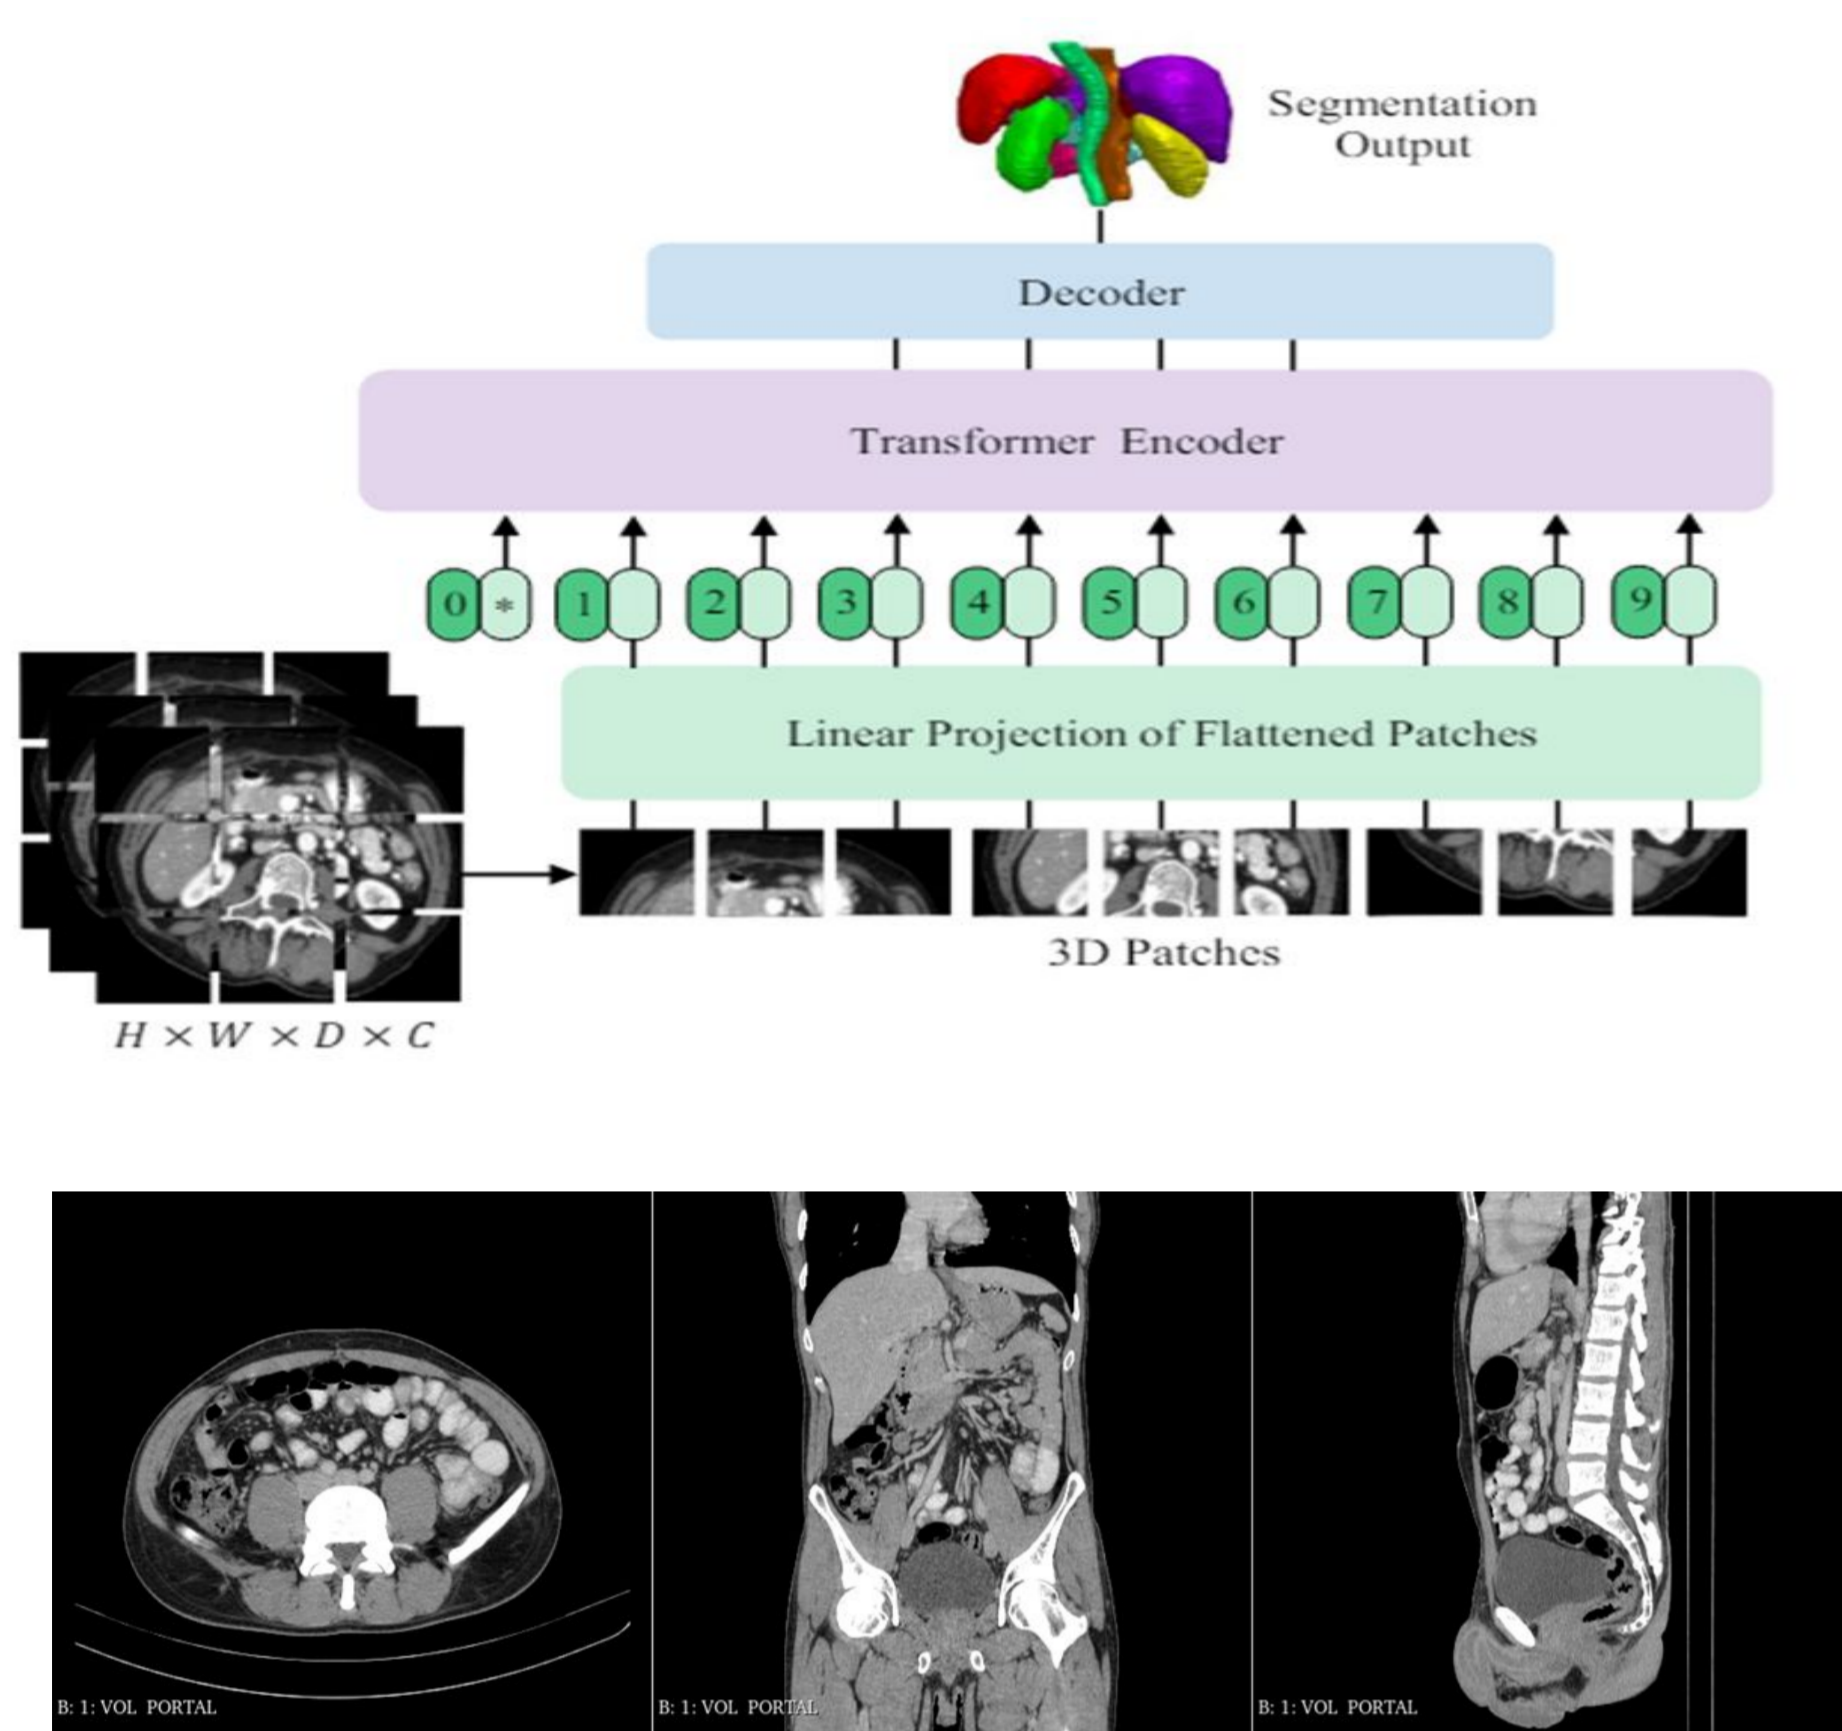 Segmentation
Output
Decoder
Transformer Encoder
0 * 1 2 3 4 5 6 7 8 9
Linear Projection of Flattened Patches
3D Patches
H × W × D × C
B: 1: VOL PORTAL
B: 1: VOL PORTAL
B: 1: VOL PORTAL